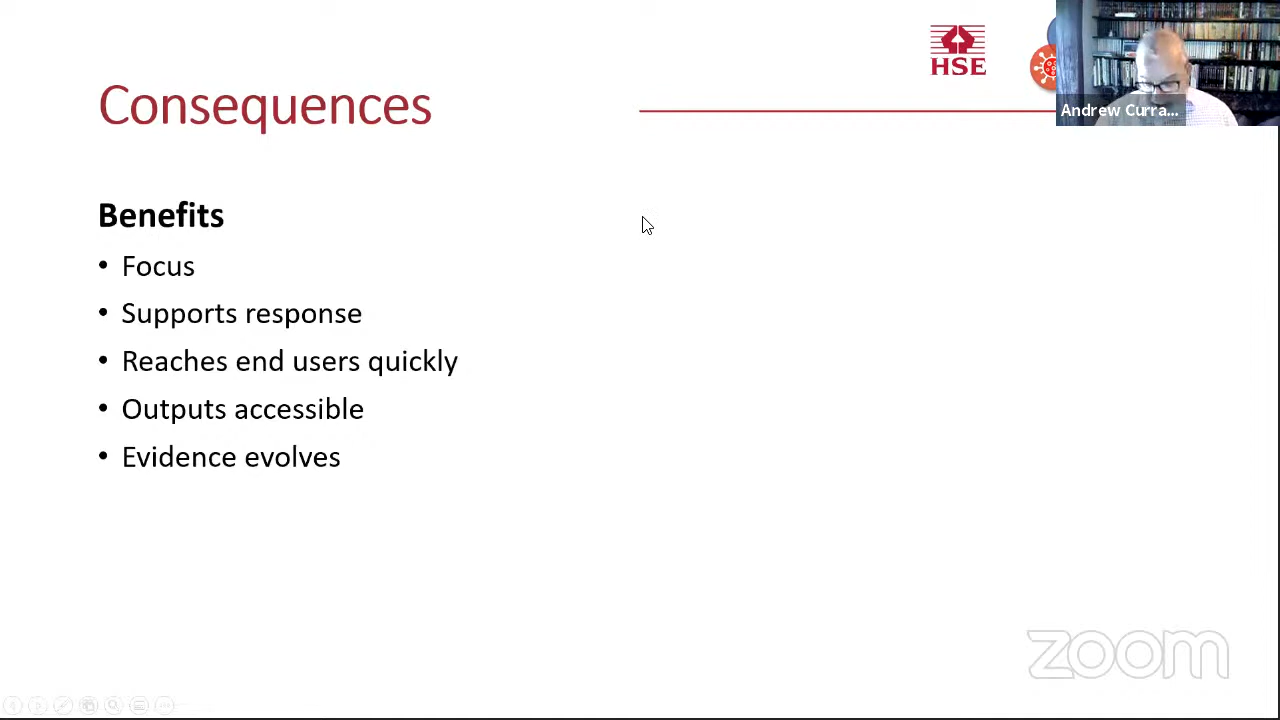 HSE
Consequences
Andrew Curra...
Benefits
• Focus
• Supports response
• Reaches end users quickly
• Outputs accessible
• Evidence evolves
zoom